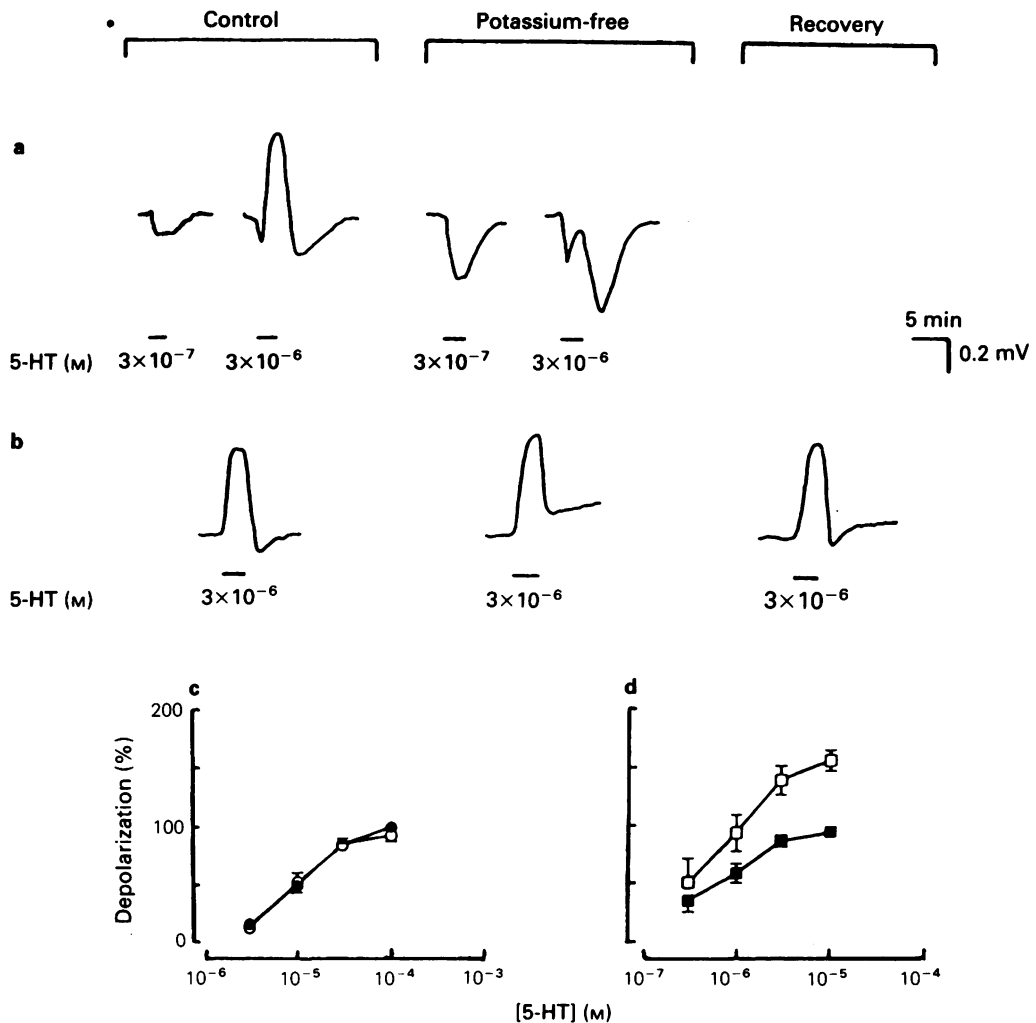 Control Potassium-free Recovery
a
5 min
0.2 mV
5-HT (M) 3×10⁻⁷ 3×10⁻⁶ 3×10⁻⁷ 3×10⁻⁶
b
5-HT (M) 3×10⁻⁶ 3×10⁻⁶ 3×10⁻⁶
c d
200
100
0
Depolarization (%)
10⁻⁶ 10⁻⁵ 10⁻⁴ 10⁻³ 10⁻⁷ 10⁻⁶ 10⁻⁵ 10⁻⁴
[5-HT] (M)